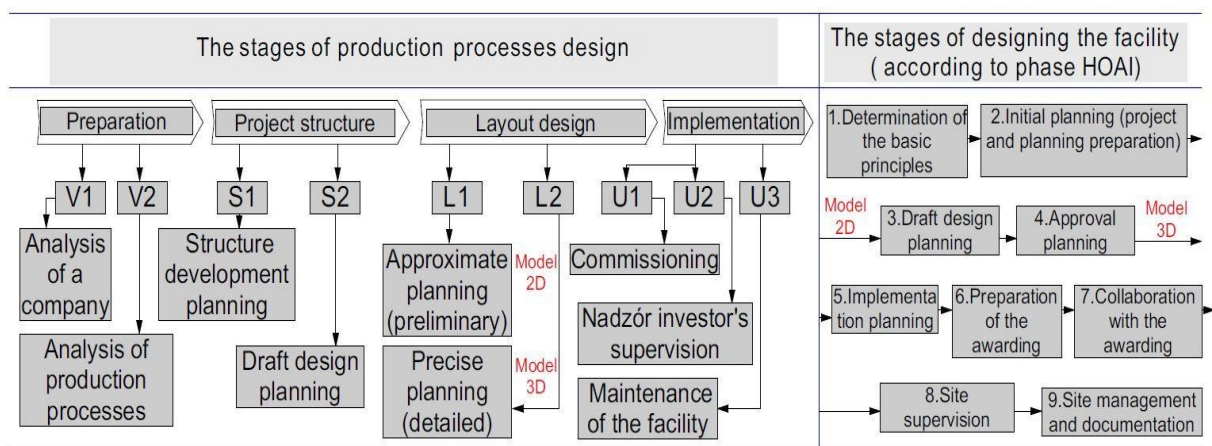 The stages of production processes design
The stages of designing the facility
( according to phase HOAI)
Preparation
Project structure
Layout design
Implementation
V1
V2
S1
S2
L1
L2
U1
U2
U3
Analysis
of a
company
Analysis of
production
processes
Structure
development
planning
Draft design
planning
Approximate
planning
(preliminary)
Model
2D
Precise
planning
(detailed)
Model
3D
Commissioning
Nadzór investor's
supervision
Maintenance
of the facility
1.Determination of
the basic
principles
2.Initial planning (project
and planning preparation)
Model
2D
3.Draft design
planning
4.Approval
planning
Model
3D
5.Implementa
tion planning
6.Preparation
of the
awarding
7.Collaboration
with the
awarding
8.Site
supervision
9.Site management
and documentation